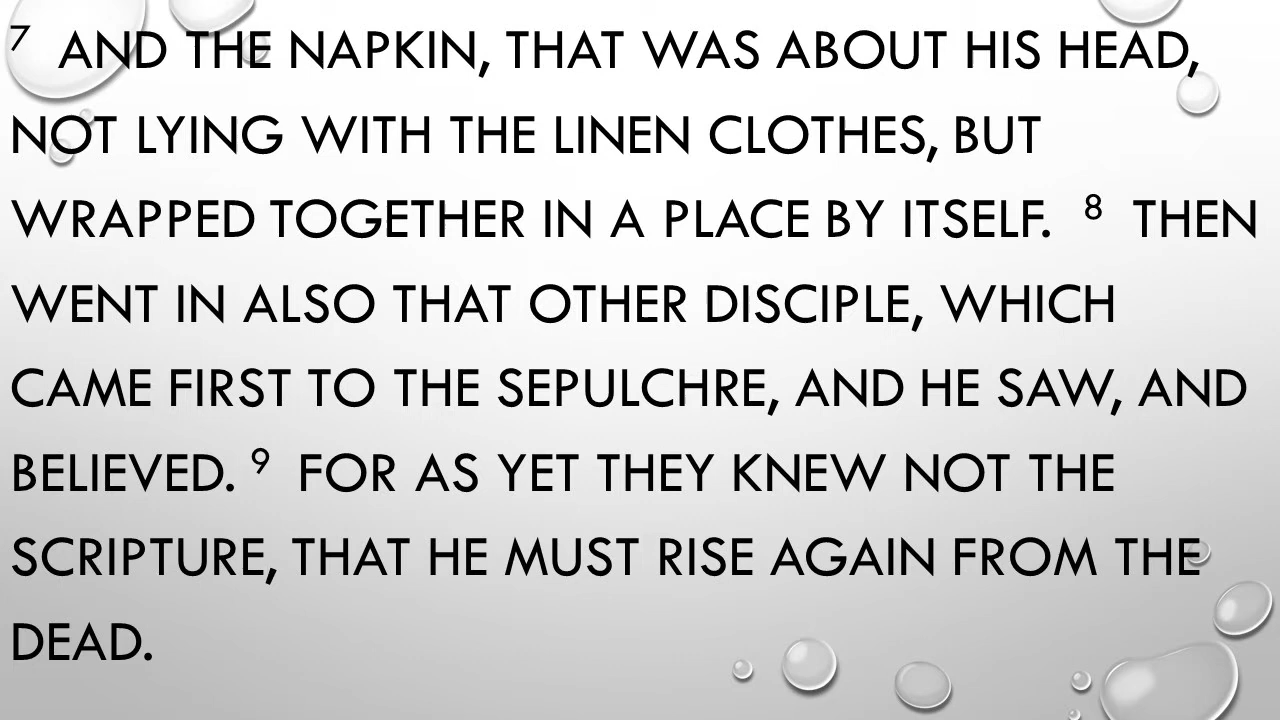 ⁷ AND THE NAPKIN, THAT WAS ABOUT HIS HEAD,
NOT LYING WITH THE LINEN CLOTHES, BUT
WRAPPED TOGETHER IN A PLACE BY ITSELF. ⁸ THEN
WENT IN ALSO THAT OTHER DISCIPLE, WHICH
CAME FIRST TO THE SEPULCHRE, AND HE SAW, AND
BELIEVED. ⁹ FOR AS YET THEY KNEW NOT THE
SCRIPTURE, THAT HE MUST RISE AGAIN FROM THE
DEAD.